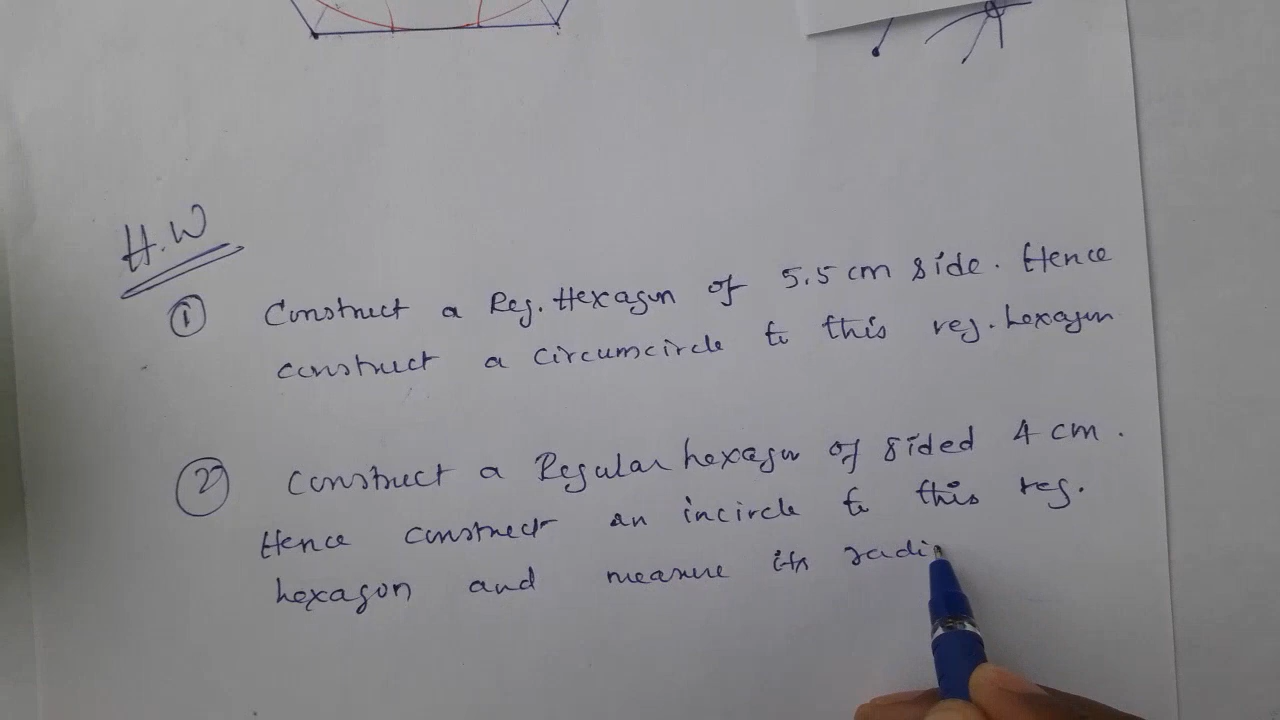 H.W
① Construct a Reg. Hexagon of 5.5 cm side. Hence
construct a circumcircle to this reg. hexagon
② Construct a Regular hexagon of sided 4 cm.
Hence construct an incircle to this reg.
hexagon and measure its radi